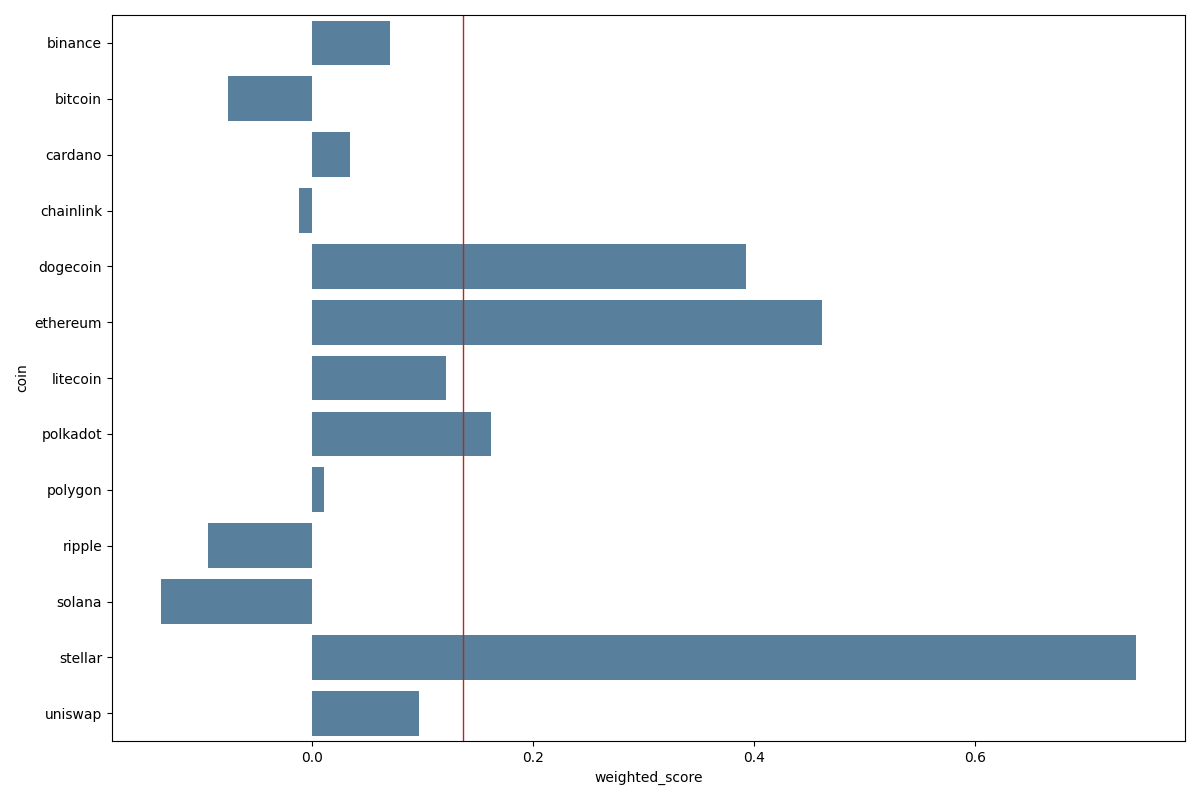 binance
bitcoin
cardano
chainlink
dogecoin
ethereum
litecoin
polkadot
polygon
ripple
solana
stellar
uniswap
coin
0.0 0.2 0.4 0.6
weighted_score